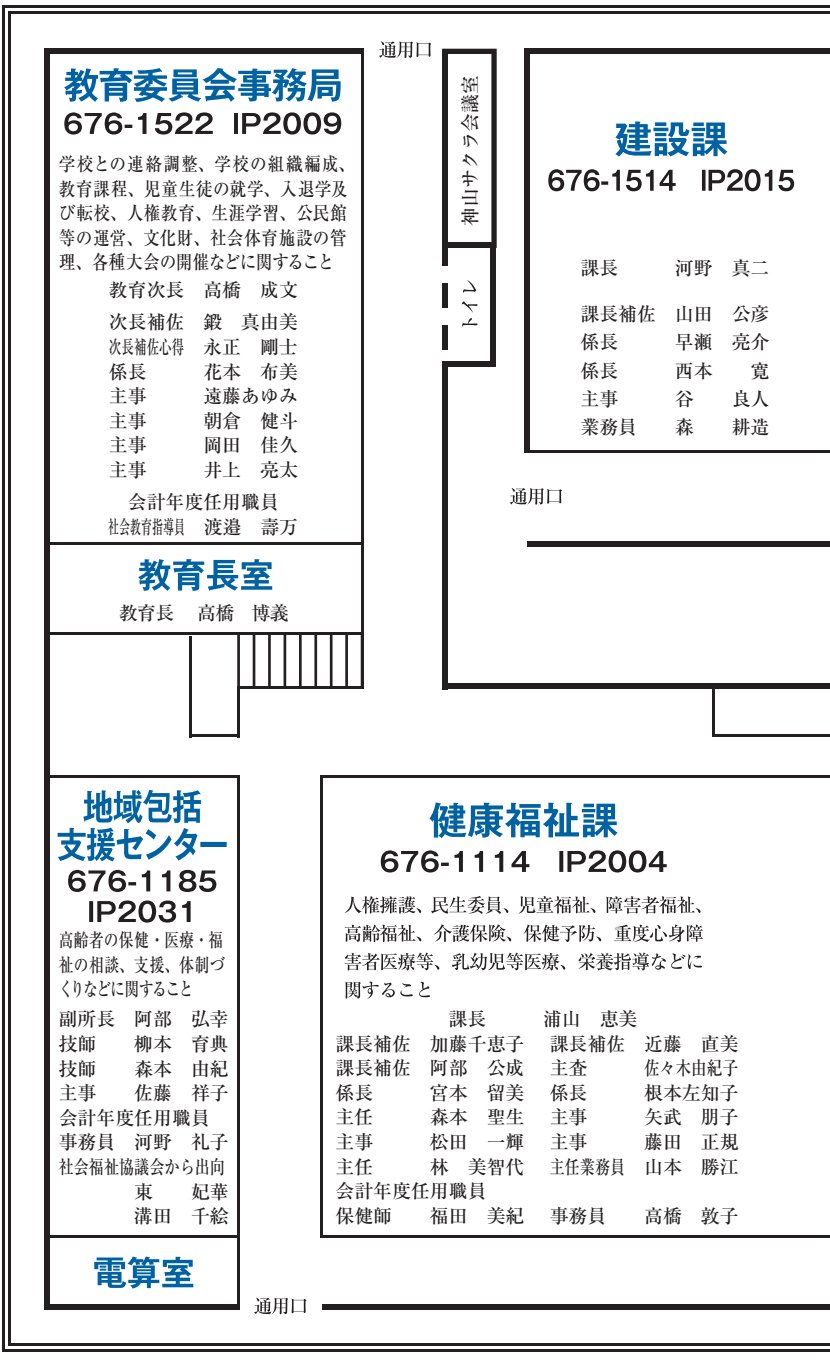 通用口
教育委員会事務局
676-1522 IP2009
学校との連絡調整、学校の組織編成、
教育課程、児童生徒の就学、入退学及
び転校、人権教育、生涯学習、公民館
等の運営、文化財、社会体育施設の管
理、各種大会の開催などに関すること
教育次長 高橋 成文
次長補佐 鍛 真由美
次長補佐心得 永正 剛士
係長 花本 布美
主事 遠藤あゆみ
主事 朝倉 健斗
主事 岡田 佳久
主事 井上 亮太
会計年度任用職員
社会教育指導員 渡邉 壽万
教育長室
教育長 高橋 博義
神山サクラ会議室
トイレ
建設課
676-1514 IP2015
課長 河野 真二
課長補佐 山田 公彦
係長 早瀬 亮介
係長 西本 寛
主事 谷 良人
業務員 森 耕造
通用口
地域包括
支援センター
676-1185
IP2031
高齢者の保健・医療・福
祉の相談、支援、体制づ
くりなどに関すること
副所長 阿部 弘幸
技師 柳本 育典
技師 森本 由紀
主事 佐藤 祥子
会計年度任用職員
事務員 河野 礼子
社会福祉協議会から出向
東 妃華
溝田 千絵
電算室
健康福祉課
676-1114 IP2004
人権擁護、民生委員、児童福祉、障害者福祉、
高齢福祉、介護保険、保健予防、重度心身障
害者医療等、乳幼児等医療、栄養指導などに
関すること
課長 浦山 恵美
課長補佐 加藤千恵子 課長補佐 近藤 直美
課長補佐 阿部 公成 主査 佐々木由紀子
係長 宮本 留美 係長 根本左知子
主任 森本 聖生 主事 矢武 朋子
主事 松田 一輝 主事 藤田 正規
主任 林 美智代 主任業務員 山本 勝江
会計年度任用職員
保健師 福田 美紀 事務員 高橋 敦子
通用口